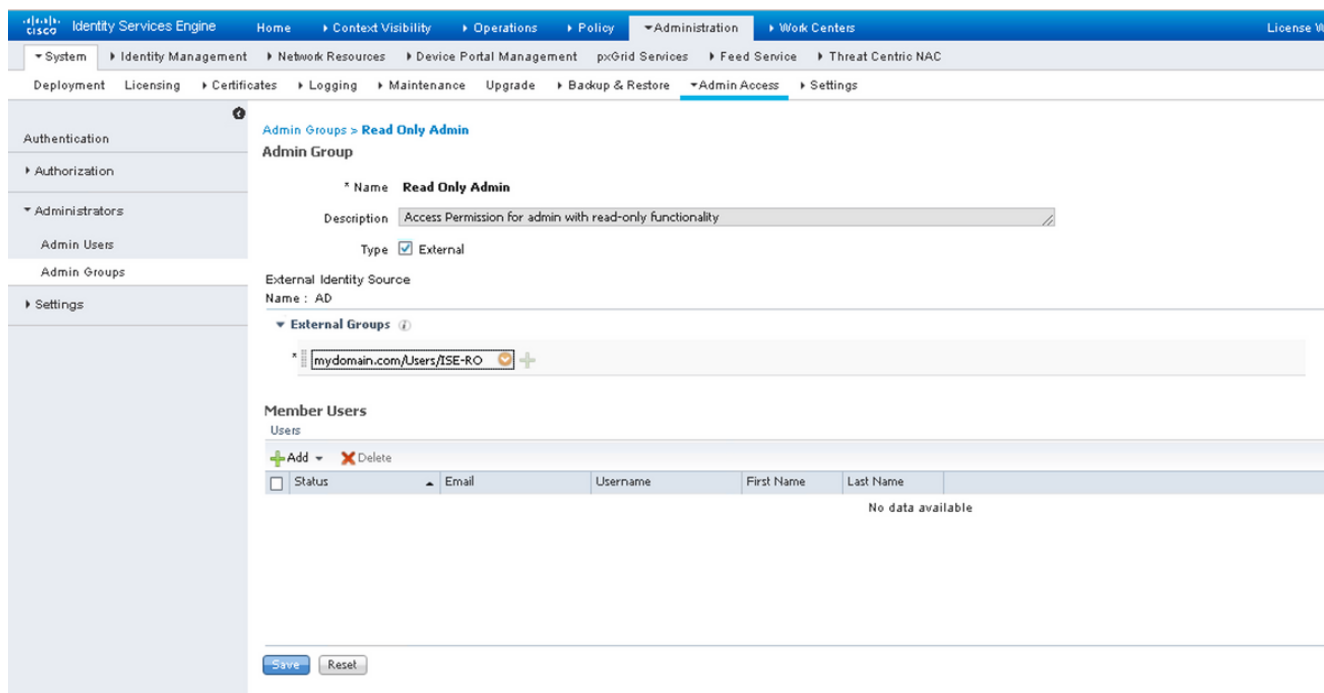 cisco Identity Services Engine Home Context Visibility Operations Policy Administration Work Centers License W
System Identity Management Network Resources Device Portal Management pxGrid Services Feed Service Threat Centric NAC
Deployment Licensing Certificates Logging Maintenance Upgrade Backup & Restore Admin Access Settings
Authentication
Authorization
Administrators
Admin Users
Admin Groups
Settings
Admin Groups > Read Only Admin
Admin Group
* Name Read Only Admin
Description Access Permission for admin with read-only functionality
Type External
External Identity Source
Name : AD
External Groups i
* mydomain.com/Users/ISE-RO
Member Users
Users
Add Delete
Status Email Username First Name Last Name
No data available
Save Reset